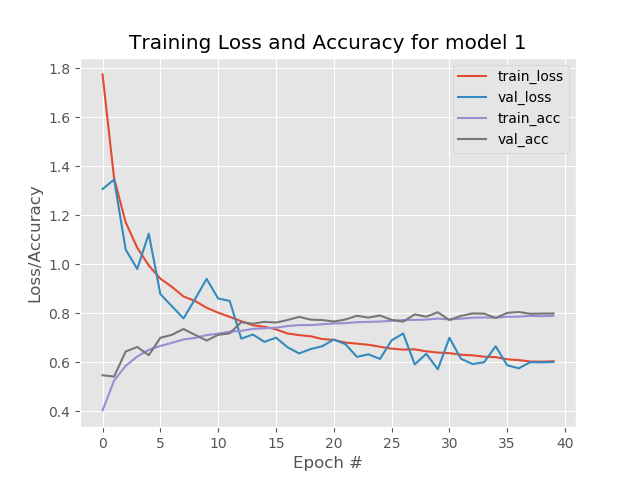 Training Loss and Accuracy for model 1
train_loss
val_loss
train_acc
val_acc
Loss/Accuracy
1.8
1.6
1.4
1.2
1.0
0.8
0.6
0.4
0 5 10 15 20 25 30 35 40
Epoch #